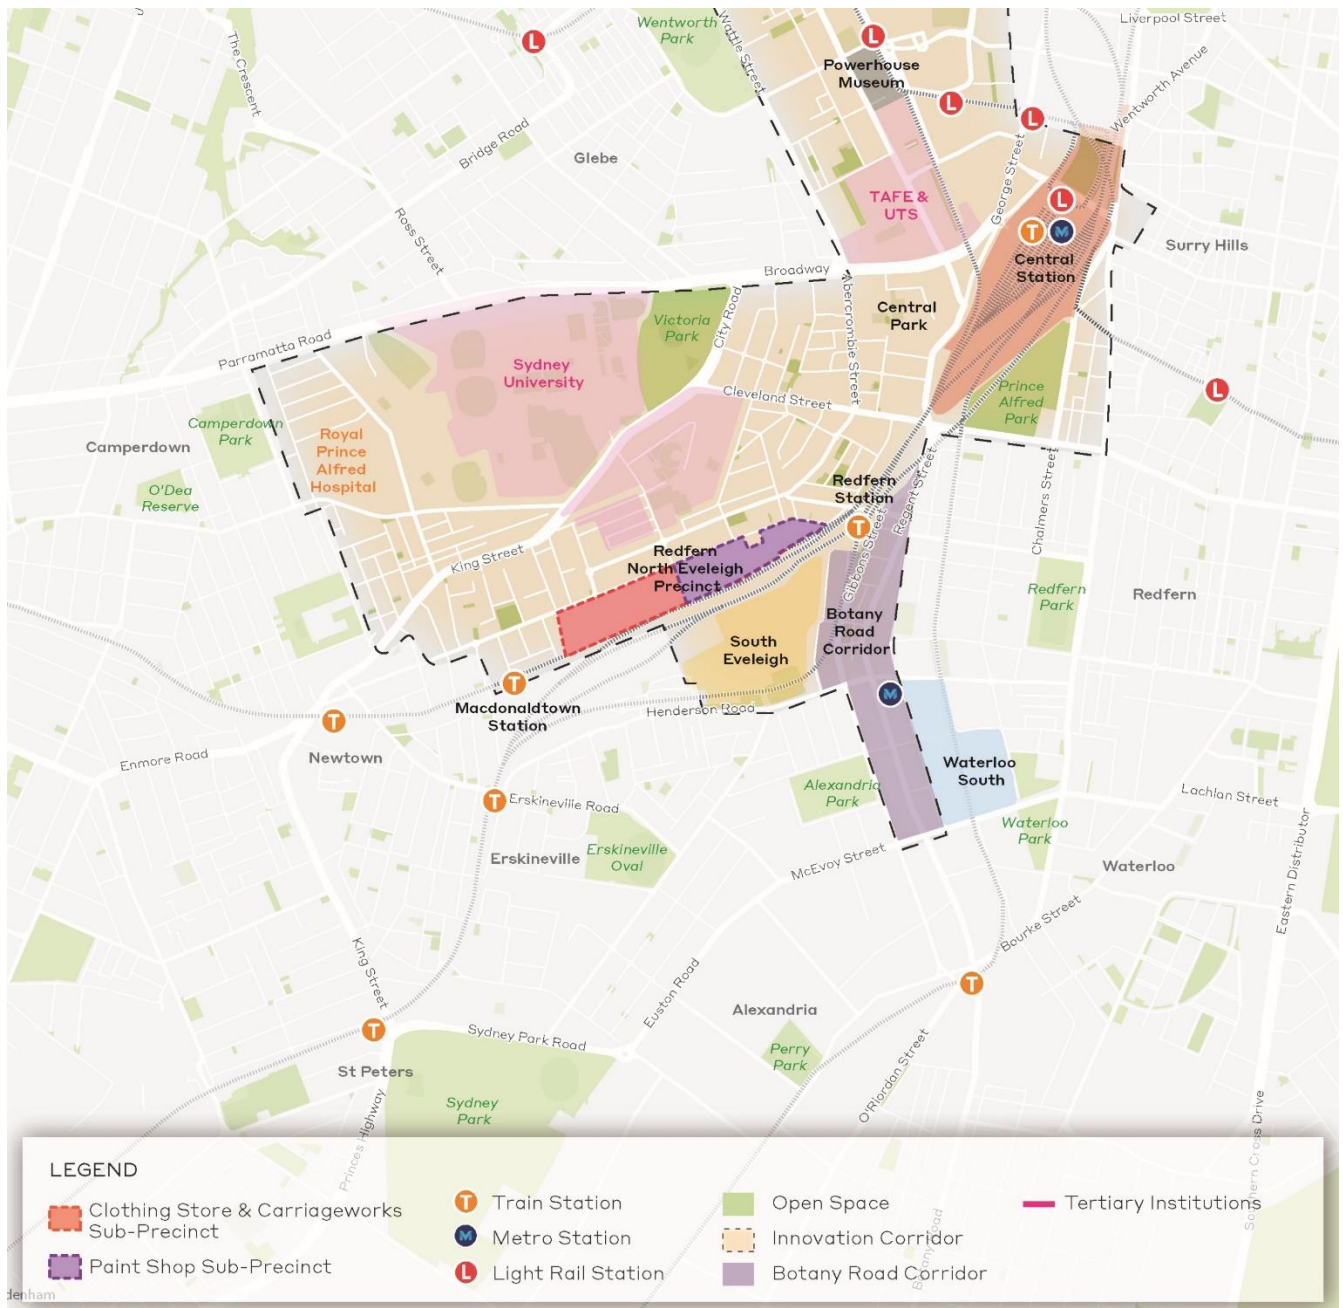 Liverpool Street
Wentworth
Park
Wattle Street
The Crescent
L
L
Powerhouse
Museum
Wentworth Avenue
L
L
Bridge Road
Glebe
George Street
TAFE &
UTS
L
Ross Street
T
M
Surry Hills
Central
Station
Broadway
Abercrombie Street
Central
Park
Victoria
Park
City Road
Parramatta Road
Sydney
University
Cleveland Street
Prince
Alfred
Park
L
Camperdown
Park
Camperdown
Royal
Prince
Alfred
Hospital
O'Dea
Reserve
Redfern
Station
Regent Street
Chalmers Street
T
Gibbons Street
King Street
Redfern
North Eveleigh
Precinct
Redfern
Park
Redfern
South
Eveleigh
Botany
Road
Corridor
T
M
Macdonaldtown
Station
Henderson Road
T
Enmore Road
Newtown
Waterloo
South
Alexandria
Park
T
Erskineville Road
Lachlan Street
Waterloo
Park
Erskineville
Erskineville
Oval
McEvoy Street
Waterloo
Eastern Distributor
Bourke Street
King Street
T
Euston Road
Alexandria
T
Sydney Park Road
Perry
Park
St Peters
O'Riordan Street
Sydney
Park
Princes Highway
Southern Cross Drive
Botany Road
LEGEND
Clothing Store & Carriageworks
Sub-Precinct
Paint Shop Sub-Precinct
T Train Station
M Metro Station
L Light Rail Station
Open Space
Innovation Corridor
Botany Road Corridor
Tertiary Institutions
denham